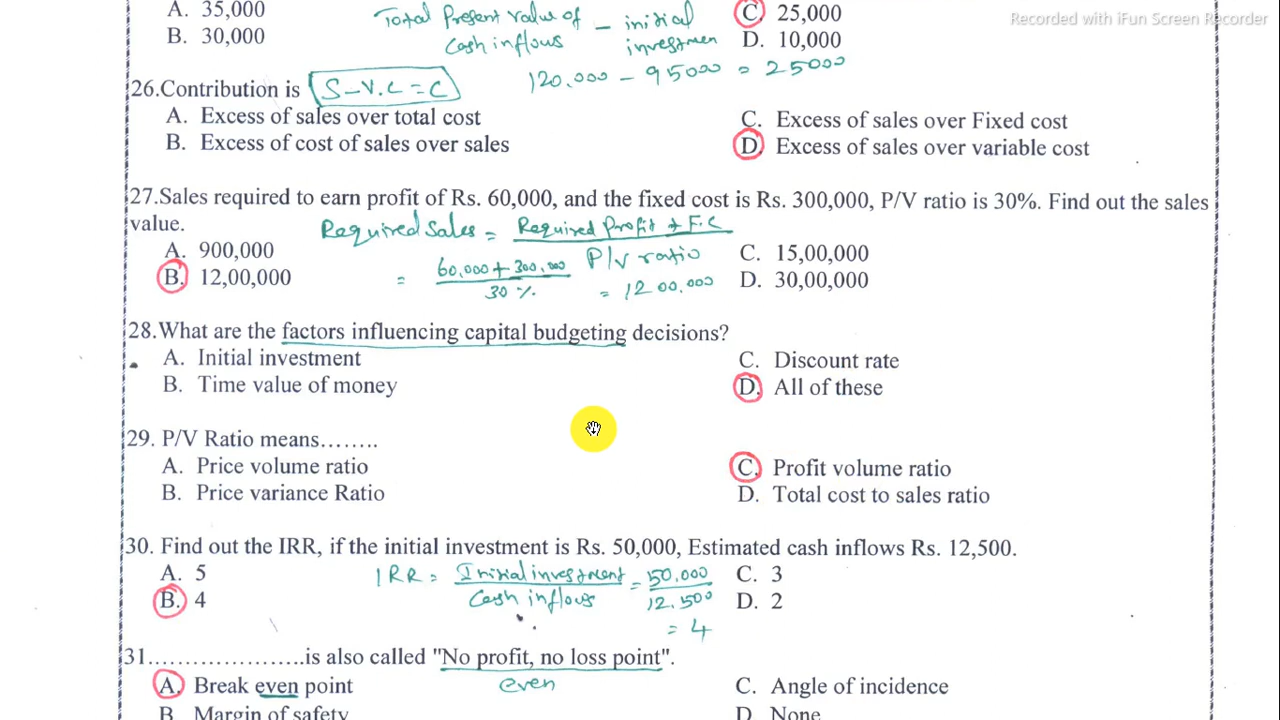 Recorded with iFun Screen Recorder
A. 35,000
B. 30,000
Total Present value of cash inflows – initial investmen
120,000 – 95000 = 25000
C. 25,000
D. 10,000
26.Contribution is S – V.C = C
A. Excess of sales over total cost
B. Excess of cost of sales over sales
C. Excess of sales over Fixed cost
D. Excess of sales over variable cost
27.Sales required to earn profit of Rs. 60,000, and the fixed cost is Rs. 300,000, P/V ratio is 30%. Find out the sales
value.
Required Sales = Required Profit + F.C
P/V ratio
= 60,000 + 300,000
30 %
= 1200,000
A. 900,000
B. 12,00,000
C. 15,00,000
D. 30,00,000
28.What are the factors influencing capital budgeting decisions?
A. Initial investment
B. Time value of money
C. Discount rate
D. All of these
29. P/V Ratio means........
A. Price volume ratio
B. Price variance Ratio
C. Profit volume ratio
D. Total cost to sales ratio
30. Find out the IRR, if the initial investment is Rs. 50,000, Estimated cash inflows Rs. 12,500.
IRR = Initial investment = 50,000
Cash inflows 12,500
= 4
A. 5
B. 4
C. 3
D. 2
31.......................is also called "No profit, no loss point".
even
A. Break even point
B. Margin of safety
C. Angle of incidence
D. None